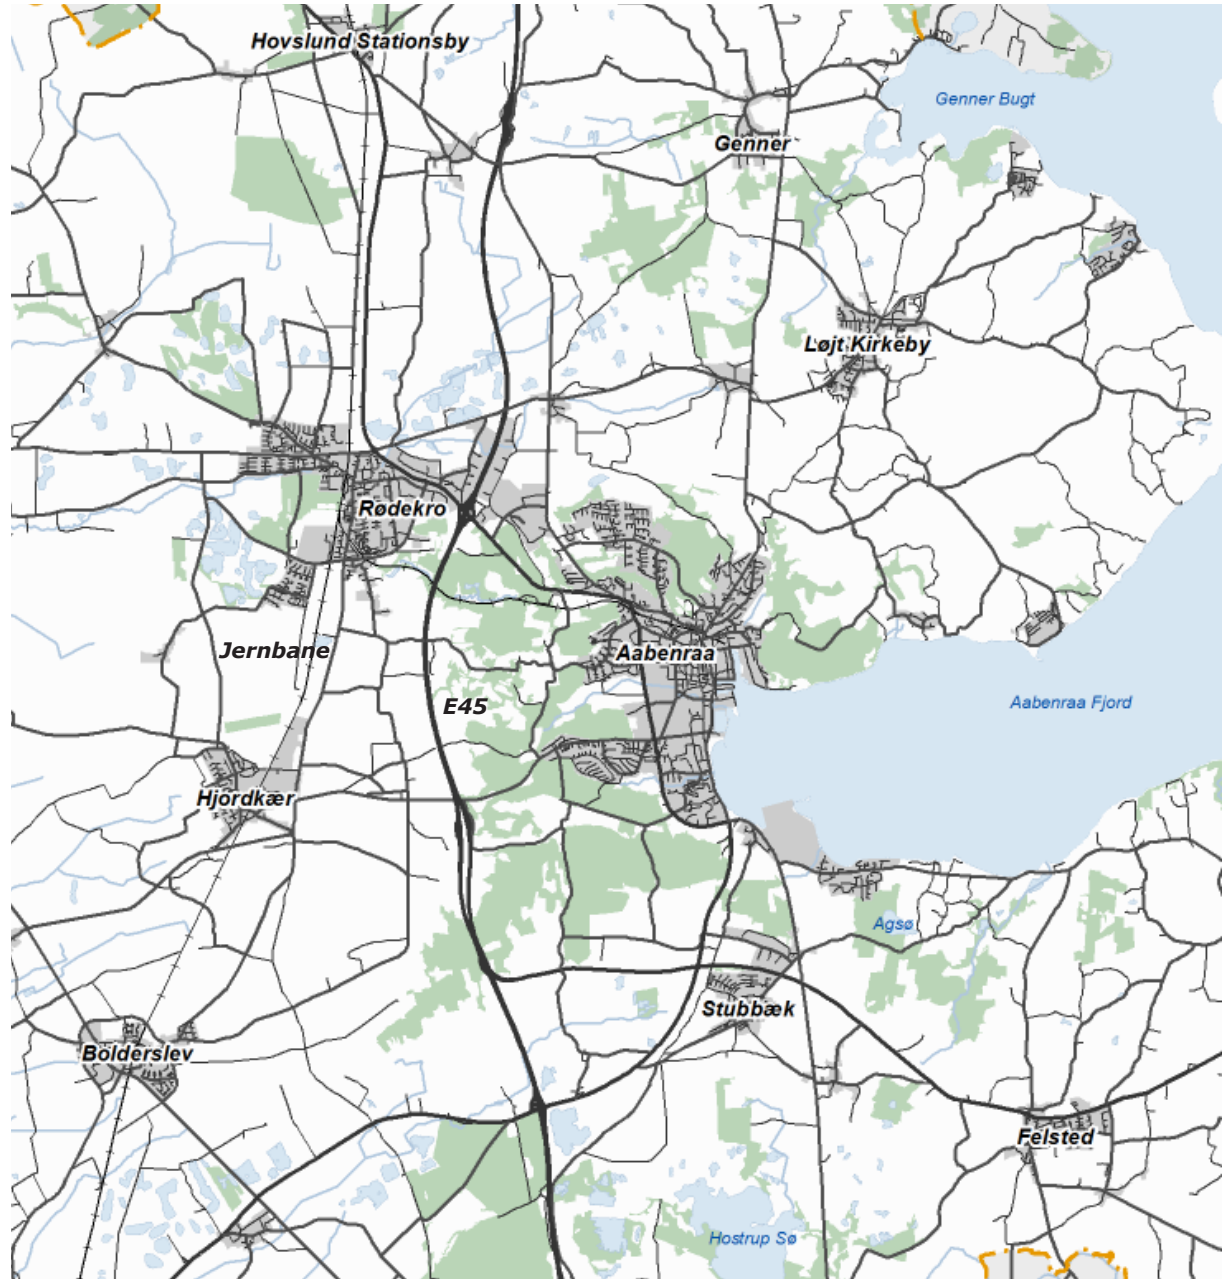 Hovslund Stationsby
Genner Bugt
Genner
Løjt Kirkeby
Rødekro
Jernbane
Aabenraa
E45
Aabenraa Fjord
Hjordkær
Agsø
Stubbæk
Bolderslev
Felsted
Hostrup Sø